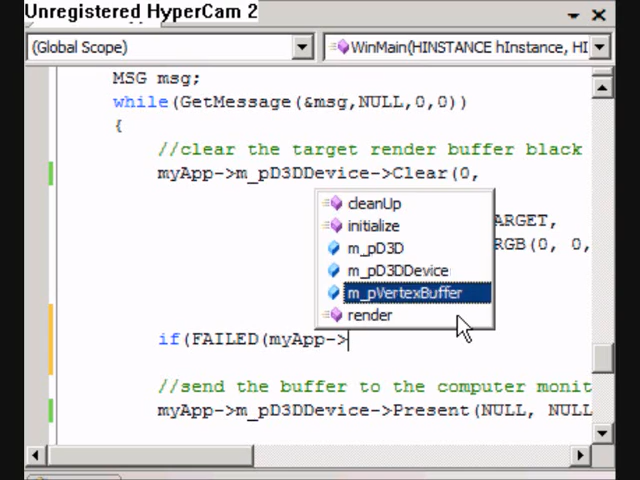 Unregistered HyperCam 2
(Global Scope)
WinMain(HINSTANCE hInstance, HI
MSG msg;
while(GetMessage(&msg,NULL,0,0))
{
//clear the target render buffer black
myApp->m_pD3DDevice->Clear(0,
cleanUp
initialize
ARGET,
m_pD3D
RGB(0, 0,
m_pD3DDevice
m_pVertexBuffer
render
if(FAILED(myApp->
//send the buffer to the computer monit
myApp->m_pD3DDevice->Present(NULL, NULL